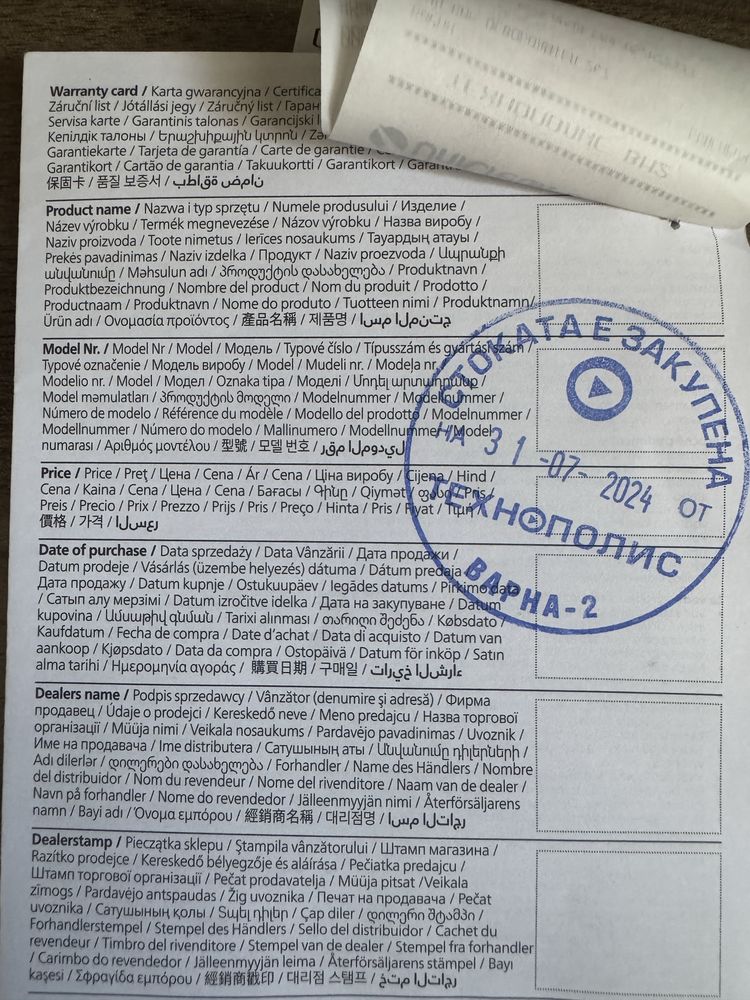 Warranty card / Karta gwarancyjna / Certifica
Záruční list / Jótállási jegy / Záručný list / Гаран
Servisa karte / Garantinis talonas / Garancijski l
Кепілдік талоны / Երաշխիքային կտրոն / Za
Garantiekarte / Tarjeta de garantía / Carte de garantie /
Garantikort / Cartão de garantia / Takuukortti / Garantikort / Garanti
保固卡 / 품질 보증서 / بطاقة ضمان
Product name / Nazwa i typ sprzętu / Numele produsului / Изделие /
Název výrobku / Termék megnevezése / Názov výrobku / Назва виробу /
Naziv proizvoda / Toote nimetus / Ierīces nosaukums / Тауардың атауы /
Prekės pavadinimas / Naziv izdelka / Продукт / Naziv proezvoda / Ապրանքի
անվանումը / Məhsulun adı / პროდუქტის დასახელება / Produktnavn /
Produktbezeichnung / Nombre del product / Nom du produit / Prodotto /
Productnaam / Produktnavn / Nome do produto / Tuotteen nimi / Produktnamn /
Ürün adı / Ονομασία προϊόντος / 產品名稱 / 제품명 / اسم المنتج
Model Nr. / Model Nr / Model / Модель / Typové číslo / Típusszám és gyártási szám /
Typové označenie / Модель виробу / Model / Mudeli nr. / Modeļa nr.
Modelio nr. / Model / Модел / Oznaka tipa / Моделі / Մոդել արտադրանք /
Model məmulatları / პროდუქტის მოდელი / Modelnummer / Modellnummer /
Número de modelo / Référence du modèle / Modello del prodotto / Modelnummer /
Modellnummer / Número do modelo / Mallinumero / Modellnummer / Model
numarası / Αριθμός μοντέλου / 型號 / 모델 번호 / رقم الموديل
Price / Price / Preţ / Цена / Cena / Ár / Cena / Ціна виробу / Cijena / Hind /
Cena / Kaina / Cena / Цена / Cena / Бағасы / Գինը / Qiymət / ფასი / Pris /
Preis / Precio / Prix / Prezzo / Prijs / Pris / Preço / Hinta / Pris / Fiyat / Τιμή /
價格 / 가격 / السعر
Date of purchase / Data sprzedaży / Data Vânzării / Дата продажи /
Datum prodeje / Vásárlás (üzembe helyezés) dátuma / Dátum predaja /
Дата продажу / Datum kupnje / Ostukuupäev / Iegādes datums / Pirkimo data
/ Сатып алу мерзімі / Datum izročitve idelka / Дата на закупуване / Datum
kupovina / Ամսաթիվ գնման / Tarixi alınması / თარიღი შეძენა / Købsdato /
Kaufdatum / Fecha de compra / Date d'achat / Data di acquisto / Datum van
aankoop / Kjøpsdato / Data da compra / Ostopäivä / Datum för inköp / Satın
alma tarihi / Ημερομηνία αγοράς / 購買日期 / 구매일 / تاريخ الشراء
Dealers name / Podpis sprzedawcy / Vânzător (denumire şi adresă) / Фирма
продавец / Údaje o prodejci / Kereskedő neve / Meno predajcu / Назва торгової
організації / Müüja nimi / Veikala nosaukums / Pardavėjo pavadinimas / Uvoznik /
Име на продавача / Ime distributera / Сатушының аты / Անվանումը դիլերների /
Adı dilerlər / დილერები დასახელება / Forhandler / Name des Händlers / Nombre
del distribuidor / Nom du revendeur / Nome del rivenditore / Naam van de dealer /
Navn på forhandler / Nome do revendedor / Jälleenmyyjän nimi / Återförsäljarens
namn / Bayi adı / Όνομα εμπόρου / 經銷商名稱 / 대리점명 / اسم التاجر
Dealerstamp / Pieczątka sklepu / Ştampila vânzătorului / Штамп магазина /
Razítko prodejce / Kereskedő bélyegzője és aláírása / Pečiatka predajcu /
Штамп торгової організації / Pečat prodavatelja / Müüja pitsat /Veikala
zīmogs / Pardavėjo antspaudas / Žig uvoznika / Печат на продавача / Pečat
uvoznika / Сатушының қолы / Տպել դիլեր / Çap diler / დილერი შტამპი /
Forhandlerstempel / Stempel des Händlers / Sello del distribuidor / Cachet du
revendeur / Timbro del rivenditore / Stempel van de dealer / Stempel fra forhandler
/ Carimbo do revendedor / Jälleenmyyjän leima / Återförsäljarens stämpel / Bayi
kaşesi / Σφραγίδα εμπόρου / 經銷商戳印 / 대리점 스탬프 / ختم التاجر
СТОКАТА Е ЗАКУПЕНА
НА 31-07-2024 ОТ
ТЕХНОПОЛИС
ВАРНА-2